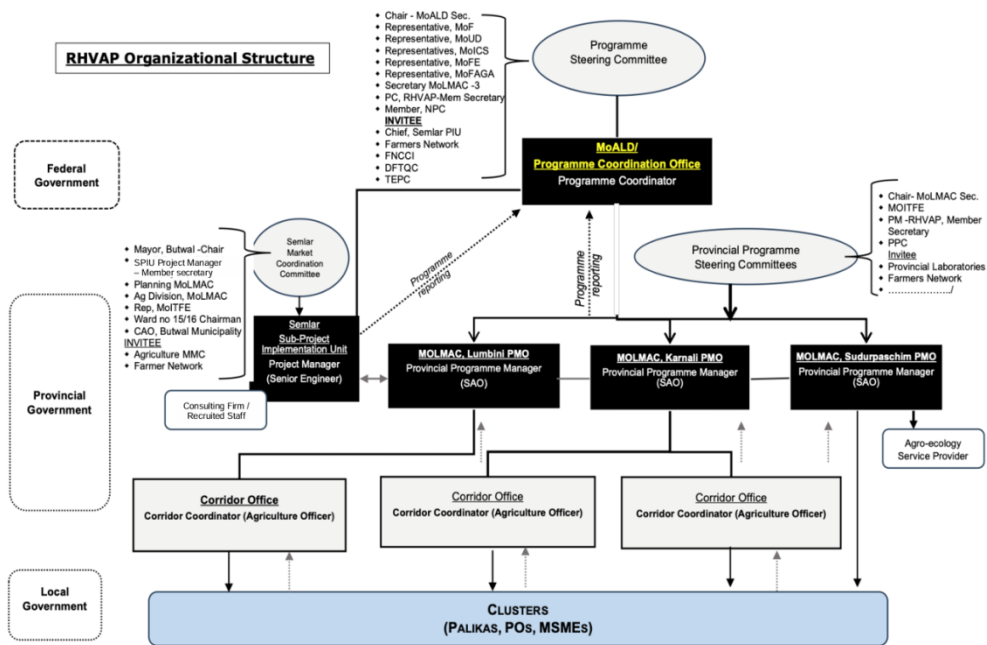 RHVAP Organizational Structure
Chair - MoALD Sec.
Representative, MoF
Representative, MoUD
Representatives, MoICS
Representative, MoFE
Representative, MoFAGA
Secretary MoLMAC -3
PC, RHVAP-Mem Secretary
Member, NPC
INVITEE
Chief, Semlar PIU
Farmers Network
FNCCI
DFTQC
TEPC
Programme
Steering Committee
Federal
Government
MoALD/
Programme Coordination Office
Programme Coordinator
Chair- MoLMAC Sec.
MOITFE
PM -RHVAP, Member
Secretary
PPC
Invitee
Provincial Laboratories
Farmers Network
............................/
Mayor, Butwal -Chair
SPIU Project Manager
– Member secretary
Planning MoLMAC
Ag Division, MoLMAC
Rep, MoITFE
Ward no 15/16 Chairman
CAO, Butwal Municipality
INVITEE
Agriculture MMC
Farmer Network
Semlar
Market
Coordination
Committee
Programme
reporting
Programme
reporting
Provincial Programme
Steering Committees
Provincial
Government
Semlar
Sub-Project
Implementation Unit
Project Manager
(Senior Engineer)
MOLMAC, Lumbini PMO
Provincial Programme Manager
(SAO)
MOLMAC, Karnali PMO
Provincial Programme Manager
(SAO)
MOLMAC, Sudurpaschim PMO
Provincial Programme Manager
(SAO)
Consulting Firm /
Recruited Staff
Agro-ecology
Service Provider
Corridor Office
Corridor Coordinator (Agriculture Officer)
Corridor Office
Corridor Coordinator (Agriculture Officer)
Corridor Office
Corridor Coordinator (Agriculture Officer)
Local
Government
CLUSTERS
(PALIKAS, POS, MSMES)